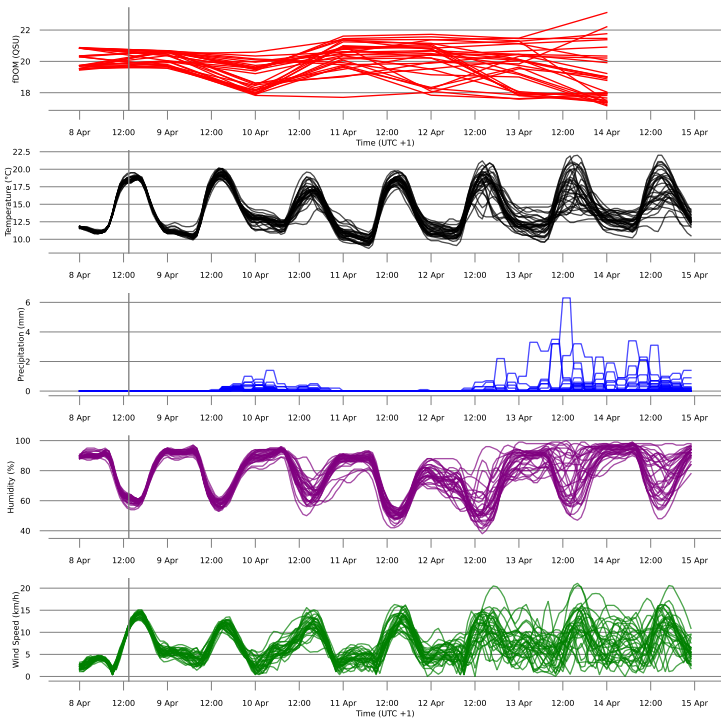 22
20
18
fDOM (QSU)
8 Apr 12:00 9 Apr 12:00 10 Apr 12:00 11 Apr 12:00 12 Apr 12:00 13 Apr 12:00 14 Apr 12:00 15 Apr
Time (UTC +1)
22.5
20.0
17.5
15.0
12.5
10.0
Temperature (°C)
8 Apr 12:00 9 Apr 12:00 10 Apr 12:00 11 Apr 12:00 12 Apr 12:00 13 Apr 12:00 14 Apr 12:00 15 Apr
6
4
2
0
Precipitation (mm)
8 Apr 12:00 9 Apr 12:00 10 Apr 12:00 11 Apr 12:00 12 Apr 12:00 13 Apr 12:00 14 Apr 12:00 15 Apr
100
80
60
40
Humidity (%)
8 Apr 12:00 9 Apr 12:00 10 Apr 12:00 11 Apr 12:00 12 Apr 12:00 13 Apr 12:00 14 Apr 12:00 15 Apr
20
15
10
5
0
Wind Speed (km/h)
8 Apr 12:00 9 Apr 12:00 10 Apr 12:00 11 Apr 12:00 12 Apr 12:00 13 Apr 12:00 14 Apr 12:00 15 Apr
Time (UTC +1)